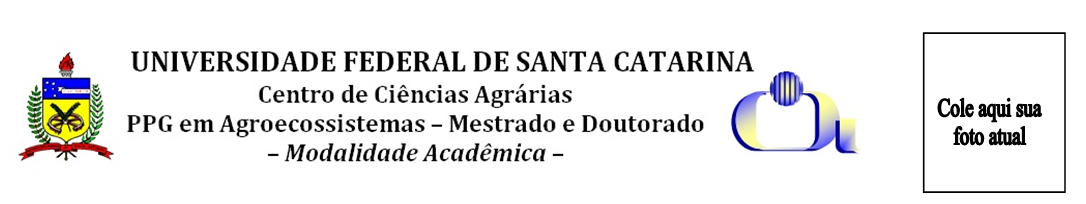 UNIVERSIDADE FEDERAL DE SANTA CATARINA
Centro de Ciências Agrárias
PPG em Agroecossistemas – Mestrado e Doutorado
– Modalidade Acadêmica –
Cole aqui sua
foto atual